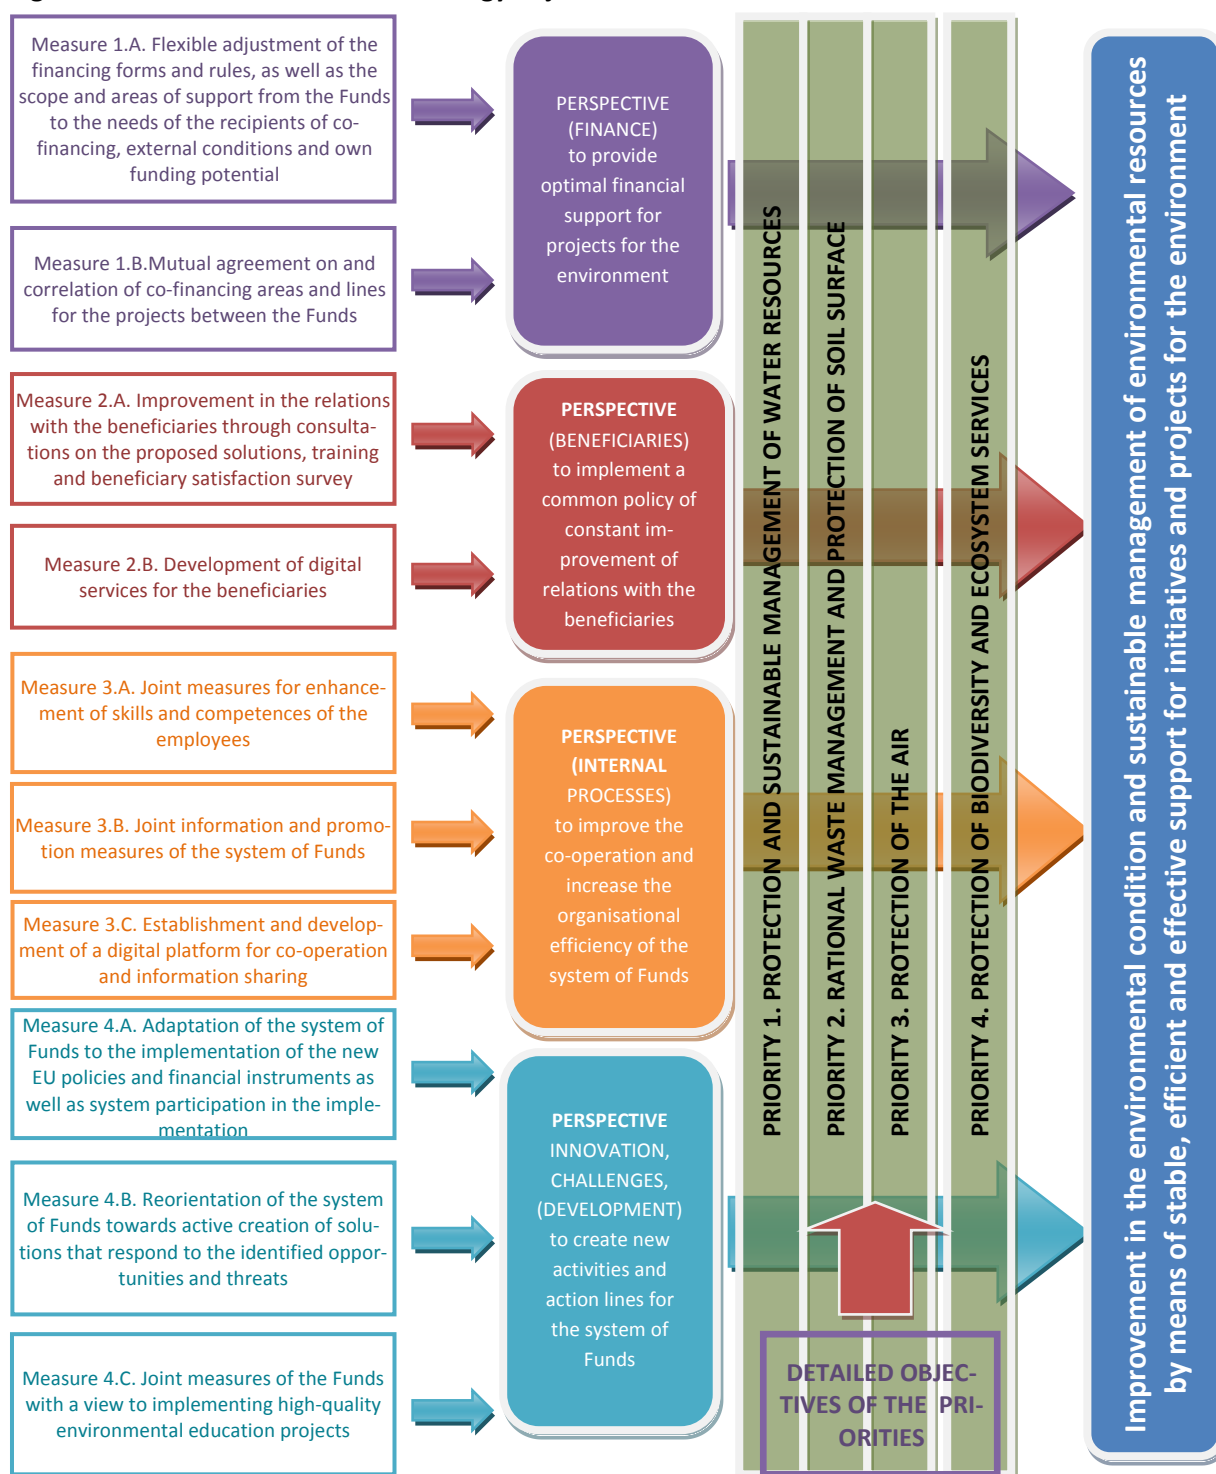 Measure 1.A. Flexible adjustment of the
financing forms and rules, as well as the
scope and areas of support from the Funds
to the needs of the recipients of co-
financing, external conditions and own
funding potential
Measure 1.B.Mutual agreement on and
correlation of co-financing areas and lines
for the projects between the Funds
Measure 2.A. Improvement in the relations
with the beneficiaries through consulta-
tions on the proposed solutions, training
and beneficiary satisfaction survey
Measure 2.B. Development of digital
services for the beneficiaries
Measure 3.A. Joint measures for enhance-
ment of skills and competences of the
employees
Measure 3.B. Joint information and promo-
tion measures of the system of Funds
Measure 3.C. Establishment and develop-
ment of a digital platform for co-operation
and information sharing
Measure 4.A. Adaptation of the system of
Funds to the implementation of the new
EU policies and financial instruments as
well as system participation in the imple-
mentation
Measure 4.B. Reorientation of the system
of Funds towards active creation of solu-
tions that respond to the identified oppor-
tunities and threats
Measure 4.C. Joint measures of the Funds
with a view to implementing high-quality
environmental education projects
PERSPECTIVE
(FINANCE)
to provide
optimal financial
support for
projects for the
environment
PERSPECTIVE
(BENEFICIARIES)
to implement a
common policy of
constant im-
provement of
relations with the
beneficiaries
PERSPECTIVE
(INTERNAL
PROCESSES)
to improve the
co-operation and
increase the
organisational
efficiency of the
system of Funds
PERSPECTIVE
INNOVATION,
CHALLENGES,
(DEVELOPMENT)
to create new
activities and
action lines for
the system of
Funds
PRIORITY 1. PROTECTION AND SUSTAINABLE MANAGEMENT OF WATER RESOURCES
PRIORITY 2. RATIONAL WASTE MANAGEMENT AND PROTECTION OF SOIL SURFACE
PRIORITY 3. PROTECTION OF THE AIR
PRIORITY 4. PROTECTION OF BIODIVERSITY AND ECOSYSTEM SERVICES
DETAILED OBJEC-
TIVES OF THE PRI-
ORITIES
Improvement in the environmental condition and sustainable management of environmental resources
by means of stable, efficient and effective support for initiatives and projects for the environment